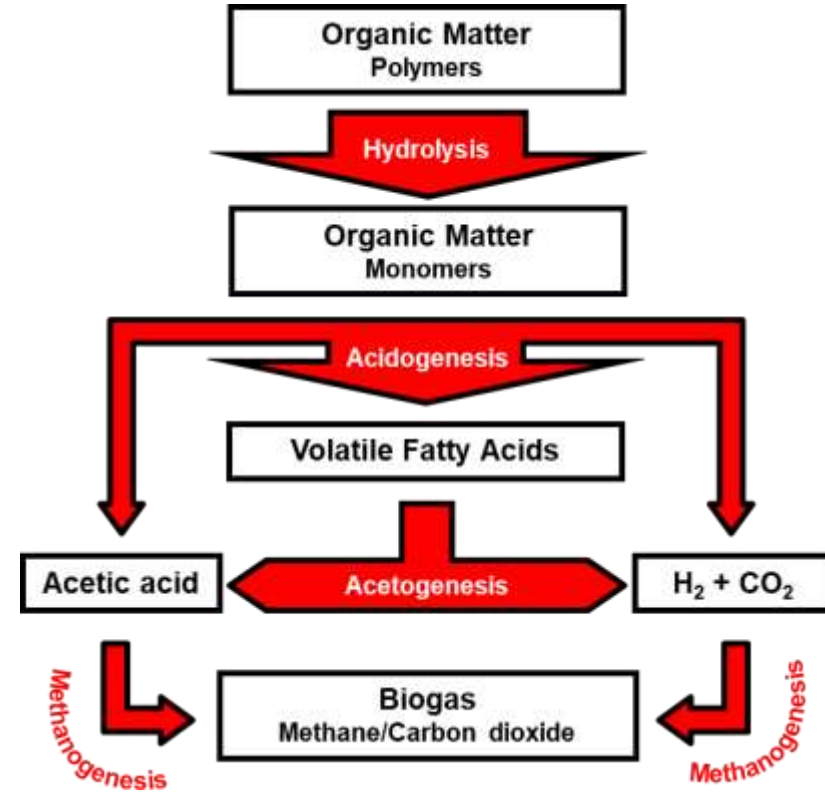 Organic Matter
Polymers
Hydrolysis
Organic Matter
Monomers
Acidogenesis
Volatile Fatty Acids
Acetic acid
Acetogenesis
H₂ + CO₂
Methanogenesis
Biogas
Methane/Carbon dioxide
Methanogenesis